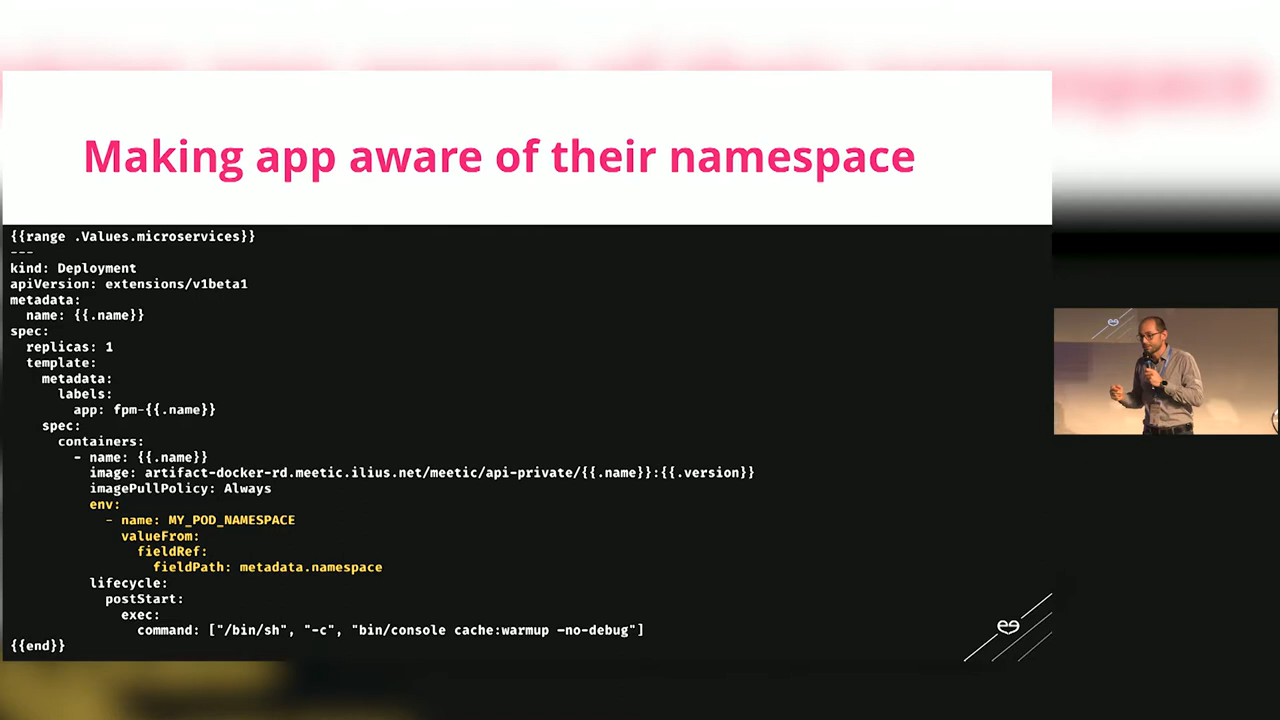 Making app aware of their namespace
{{range .Values.microservices}}
---
kind: Deployment
apiVersion: extensions/v1beta1
metadata:
  name: {{.name}}
spec:
  replicas: 1
  template:
    metadata:
      labels:
        app: fpm-{{.name}}
    spec:
      containers:
        - name: {{.name}}
          image: artifact-docker-rd.meetic.ilius.net/meetic/api-private/{{.name}}:{{.version}}
          imagePullPolicy: Always
          env:
            - name: MY_POD_NAMESPACE
              valueFrom:
                fieldRef:
                  fieldPath: metadata.namespace
          lifecycle:
            postStart:
              exec:
                command: ["/bin/sh", "-c", "bin/console cache:warmup —no-debug"]
{{end}}